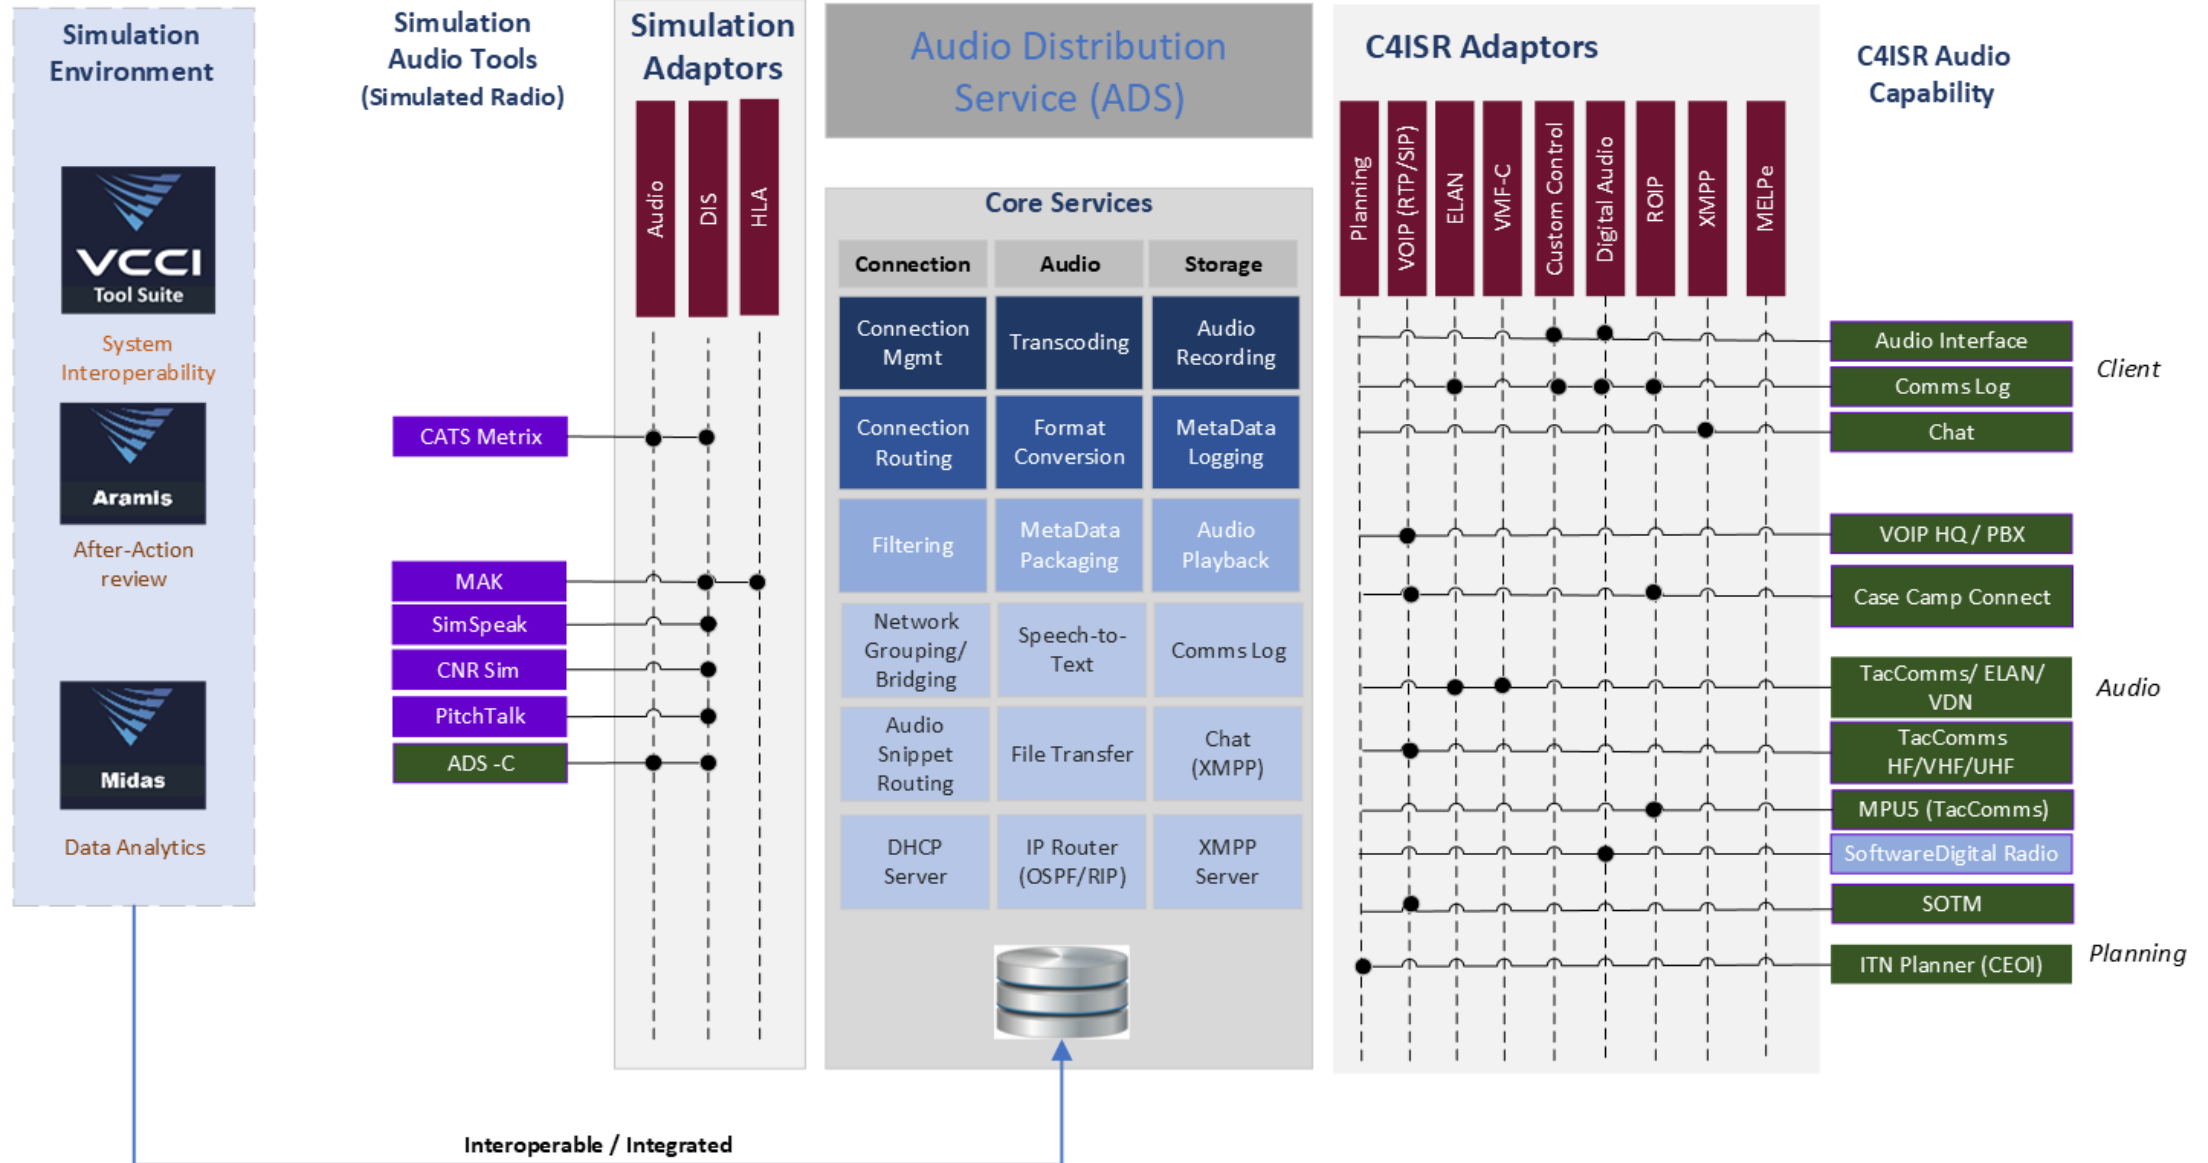 Simulation
Environment
VCCI
Tool Suite
System
Interoperability
Aramis
After-Action
review
Midas
Data Analytics
Simulation
Audio Tools
(Simulated Radio)
CATS Metrix
MAK
SimSpeak
CNR Sim
PitchTalk
ADS -C
Simulation
Adaptors
Audio
DIS
HLA
Audio Distribution
Service (ADS)
Core Services
Connection
Audio
Storage
Connection
Mgmt
Transcoding
Audio
Recording
Connection
Routing
Format
Conversion
MetaData
Logging
Filtering
MetaData
Packaging
Audio
Playback
Network
Grouping/
Bridging
Speech-to-
Text
Comms Log
Audio
Snippet
Routing
File Transfer
Chat
(XMPP)
DHCP
Server
IP Router
(OSPF/RIP)
XMPP
Server
C4ISR Adaptors
Planning
VOIP (RTP/SIP)
ELAN
VMF-C
Custom Control
Digital Audio
ROIP
XMPP
MELPe
C4ISR Audio
Capability
Audio Interface
Comms Log
Chat
Client
VOIP HQ / PBX
Case Camp Connect
TacComms/ ELAN/
VDN
Audio
TacComms
HF/VHF/UHF
MPU5 (TacComms)
SoftwareDigital Radio
SOTM
ITN Planner (CEOI)
Planning
Interoperable / Integrated